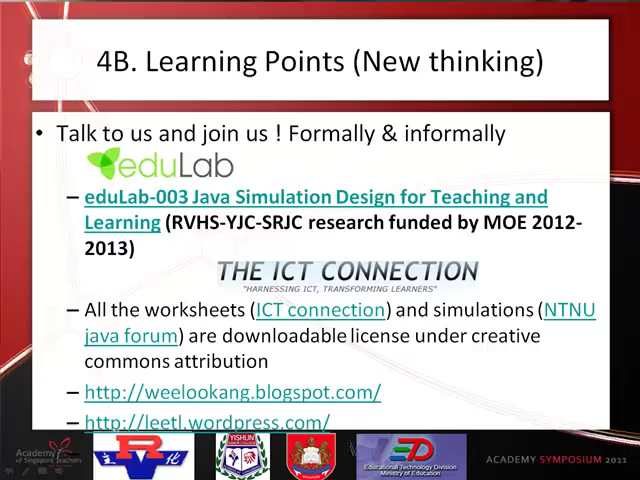 4B. Learning Points (New thinking)
• Talk to us and join us ! Formally & informally
eduLab
– eduLab-003 Java Simulation Design for Teaching and
Learning (RVHS-YJC-SRJC research funded by MOE 2012-
2013)
THE ICT CONNECTION
"HARNESSING ICT, TRANSFORMING LEARNERS"
– All the worksheets (ICT connection) and simulations (NTNU
java forum) are downloadable license under creative
commons attribution
– http://weelookang.blogspot.com/
– http://leetl.wordpress.com/
Academy
of Singapore Teachers
立 化
RV
YISHUN
Educational Technology Division
Ministry of Education
ACADEMY SYMPOSIUM 2011